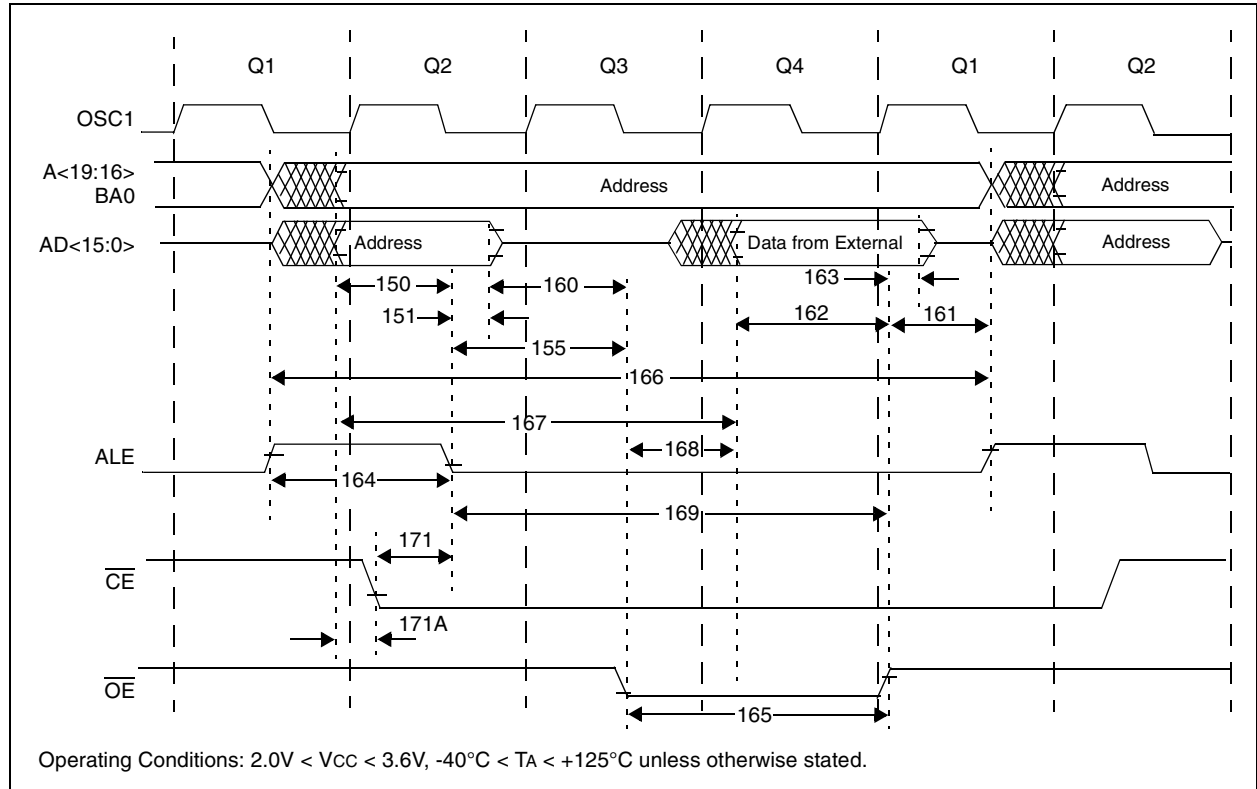 Q1 Q2 Q3 Q4 Q1 Q2
OSC1
A<19:16>
BA0
Address
Address
AD<15:0>
Address
Data from External
Address
150
160
163
151
162
161
155
166
167
ALE
168
164
169
171
CE
171A
OE
165
Operating Conditions: 2.0V < VCC < 3.6V, -40°C < TA < +125°C unless otherwise stated.